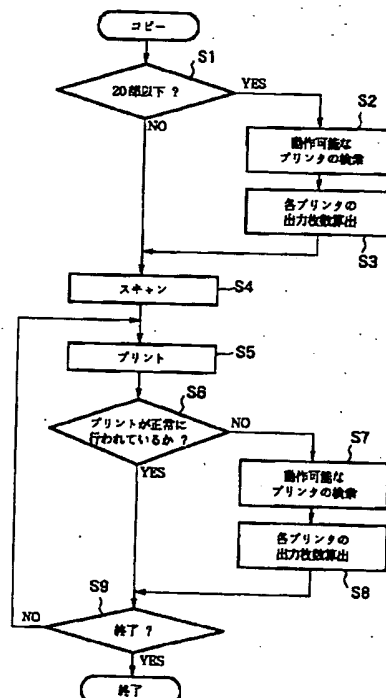 コピー
S1
20部以下 ?
YES
NO
S2
動作可能な
プリンタの検索
各プリンタの
出力枚数算出
S3
スキャン
S4
プリント
S5
S6
プリントが正常に
行われているか ?
NO
YES
S7
動作可能な
プリンタの検索
各プリンタの
出力枚数算出
S8
S9
終了 ?
NO
YES
終了